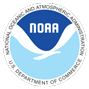 NATIONAL OCEANIC AND ATMOSPHERIC ADMINISTRATION
NOAA
U.S. DEPARTMENT OF COMMERCE